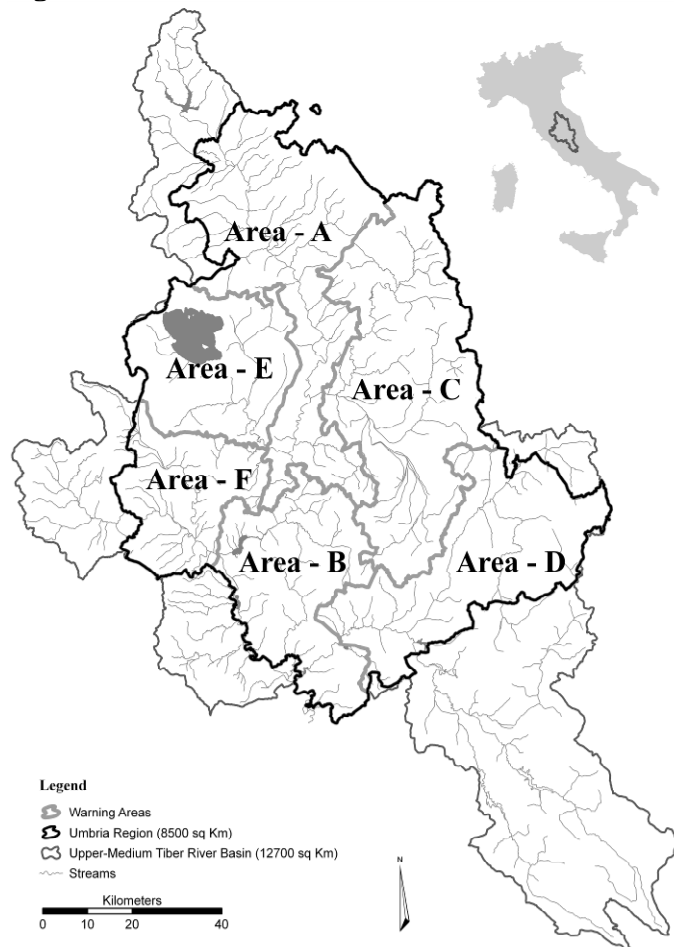 Area - A
Area - E
Area - C
Area - F
Area - B
Area - D
Legend
Warning Areas
Umbria Region (8500 sq Km)
Upper-Medium Tiber River Basin (12700 sq Km)
Streams
Kilometers
0 10 20 40
N